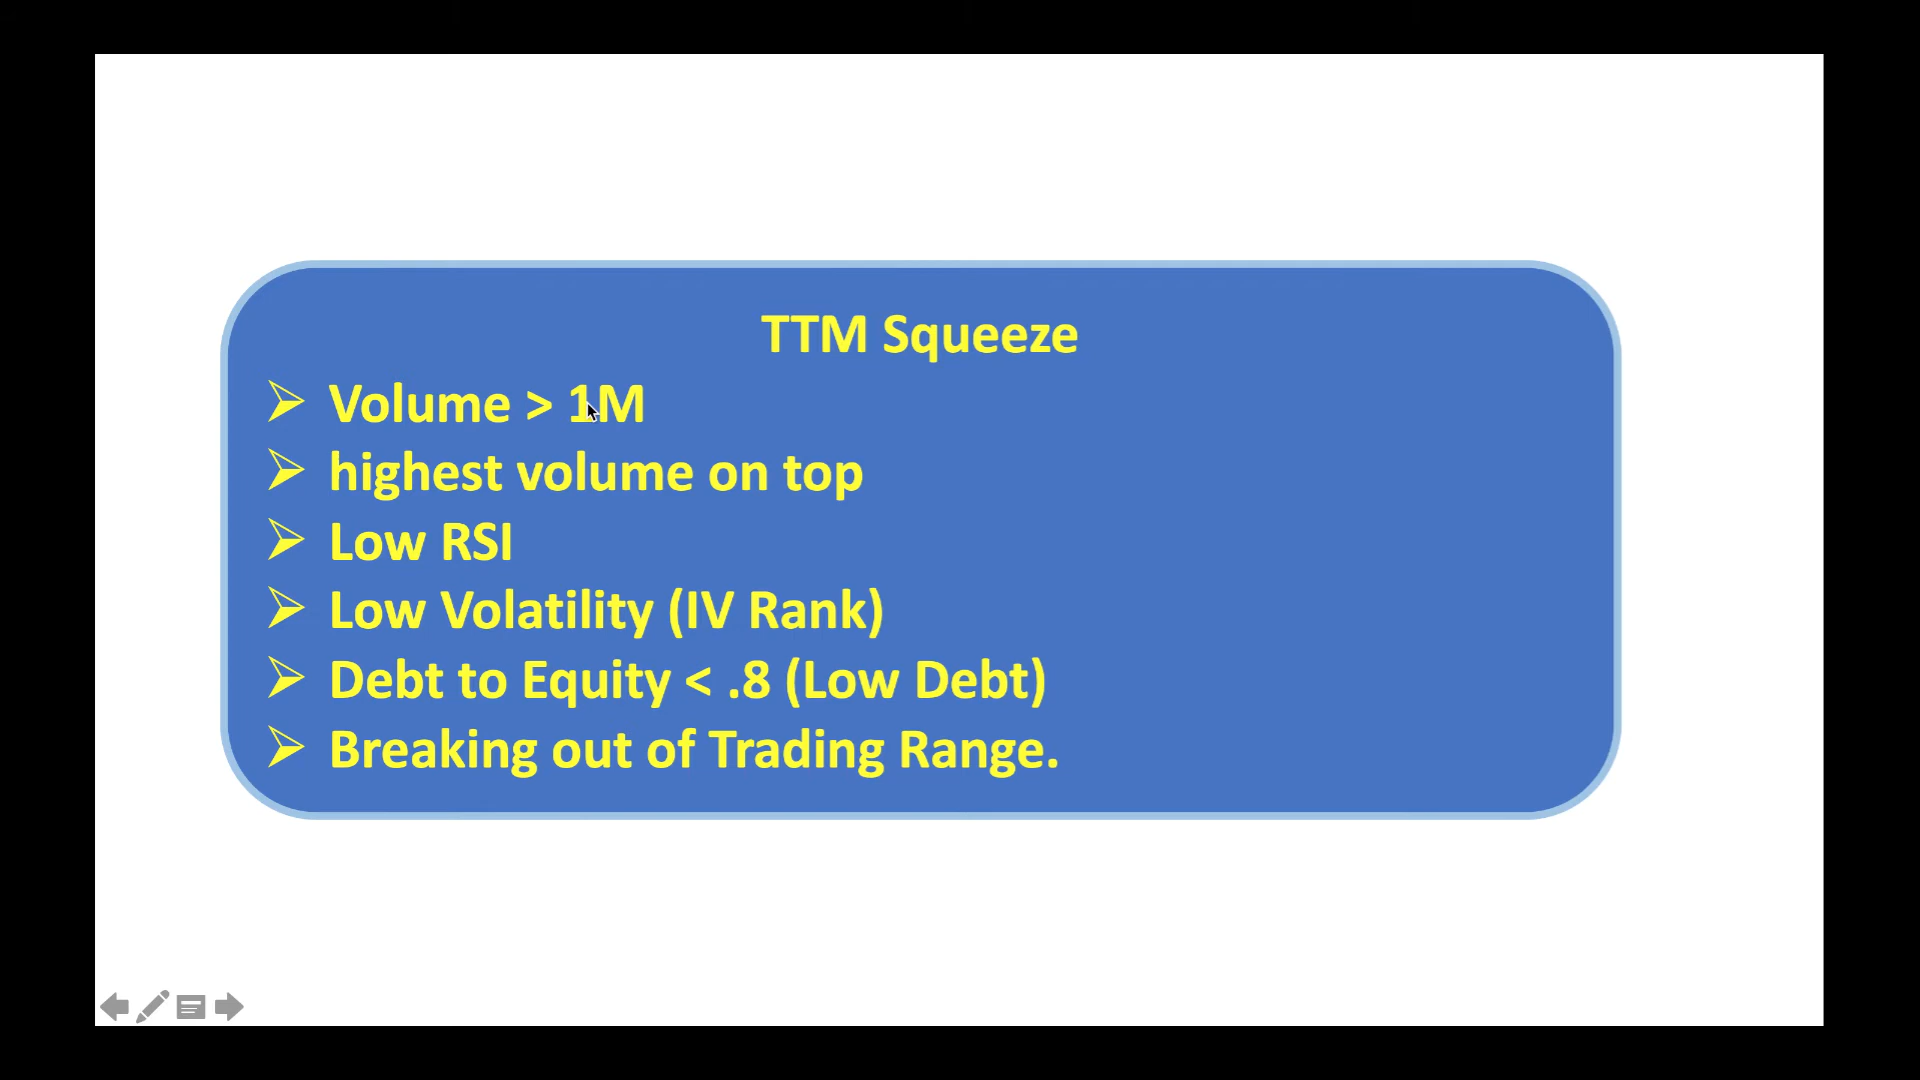 TTM Squeeze
Volume > 1M
highest volume on top
Low RSI
Low Volatility (IV Rank)
Debt to Equity < .8 (Low Debt)
Breaking out of Trading Range.